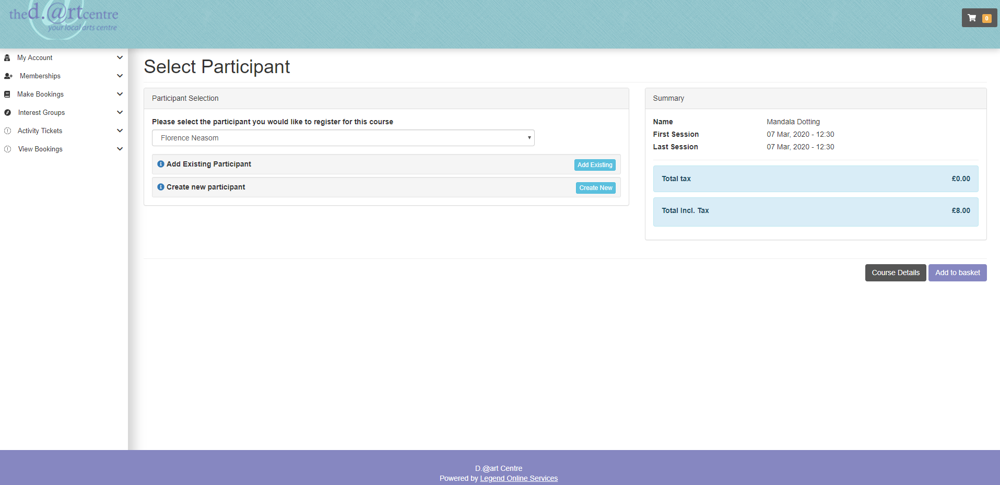 thed.@rtcentre
your local arts centre
0
My Account
Memberships
Make Bookings
Interest Groups
Activity Tickets
View Bookings
Select Participant
Participant Selection
Please select the participant you would like to register for this course
Florence Neasom
Add Existing Participant
Add Existing
Create new participant
Create New
Summary
Name Mandala Dotting
First Session 07 Mar, 2020 - 12:30
Last Session 07 Mar, 2020 - 12:30
Total tax £0.00
Total Incl. Tax £8.00
Course Details Add to basket
D.@art Centre
Powered by Legend Online Services